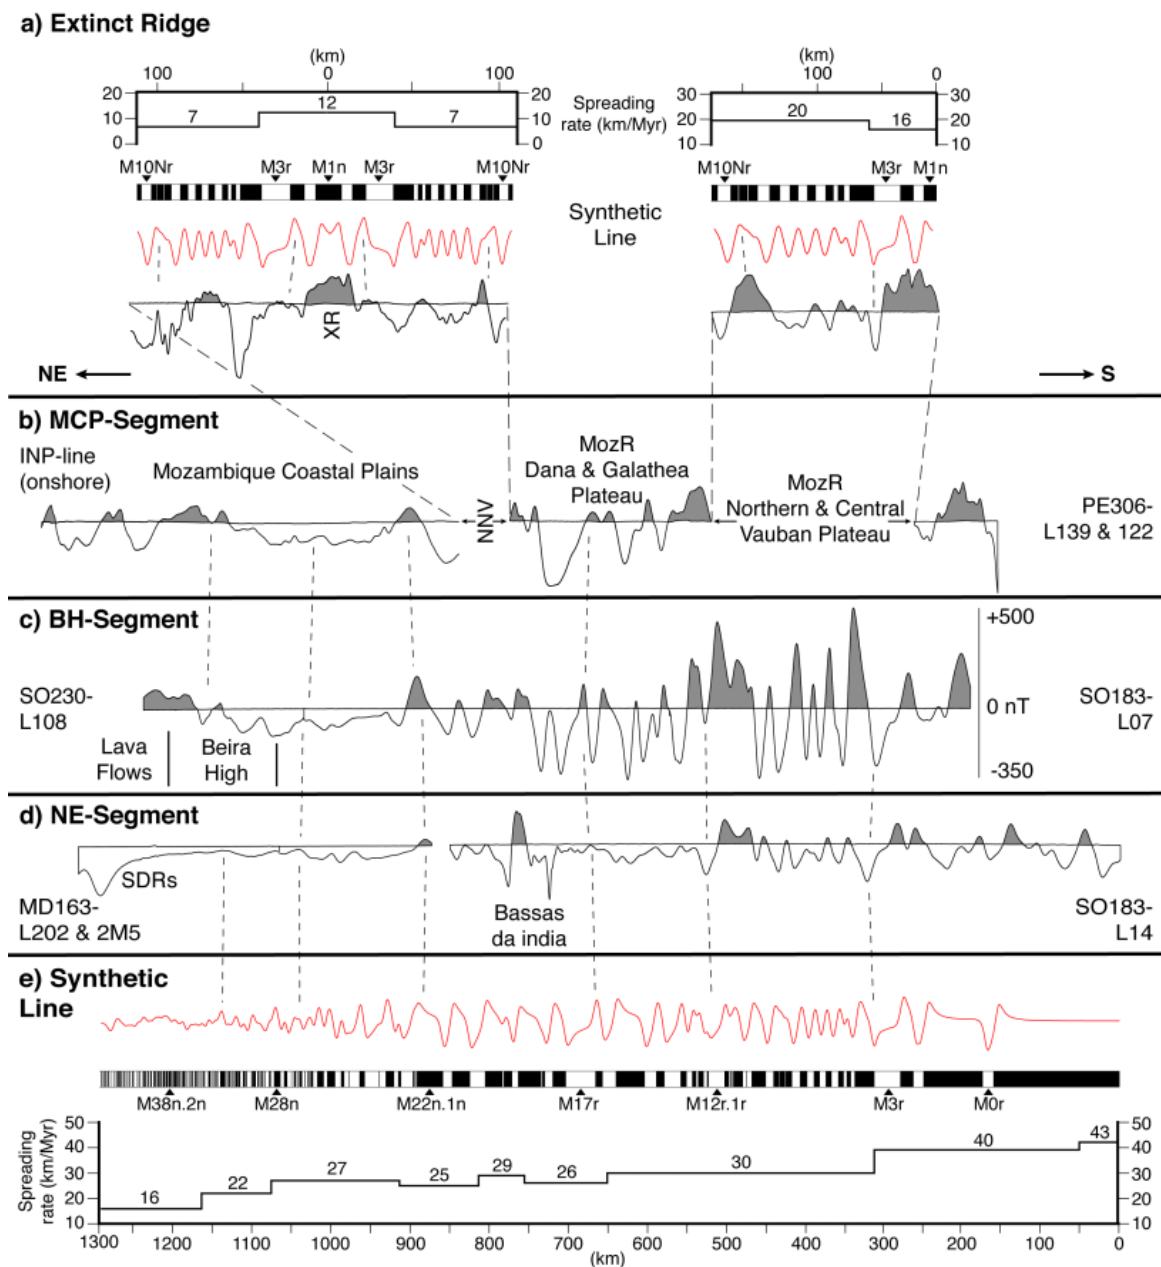 a) Extinct Ridge
(km)
100 0 100
(km)
100 0
20 10 0
7 12 7
20 10 0
Spreading
rate (km/Myr)
30 20 10
20 16
30 20 10
M10Nr M3r M1n M3r M10Nr
M10Nr M3r M1n
Synthetic
Line
XR
NE
S
b) MCP-Segment
INP-line
(onshore)
Mozambique Coastal Plains
NNV
MozR
Dana & Galathea
Plateau
MozR
Northern & Central
Vauban Plateau
PE306-
L139 & 122
c) BH-Segment
SO230-
L108
Lava
Flows
Beira
High
+500
0 nT
-350
SO183-
L07
d) NE-Segment
SDRs
MD163-
L202 & 2M5
Bassas
da india
SO183-
L14
e) Synthetic
Line
M38n.2n M28n M22n.1n M17r M12r.1r M3r M0r
Spreading
rate (km/Myr)
50 40 30 20 10
16 22 27 25 29 26 30 40 43
50 40 30 20 10
1300 1200 1100 1000 900 800 700 600 500 400 300 200 100 0
(km)